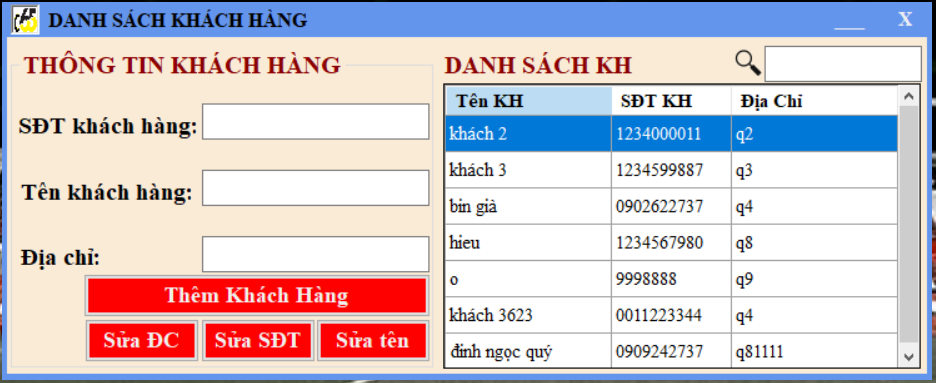 DANH SÁCH KHÁCH HÀNG
X
THÔNG TIN KHÁCH HÀNG
SĐT khách hàng:
Tên khách hàng:
Địa chỉ:
Thêm Khách Hàng
Sửa ĐC Sửa SĐT Sửa tên
DANH SÁCH KH
Tên KH SĐT KH Địa Chỉ
khách 2 1234000011 q2
khách 3 1234599887 q3
bin già 0902622737 q4
hieu 1234567980 q8
o 9998888 q9
khách 3623 0011223344 q4
đinh ngọc quý 0909242737 q81111